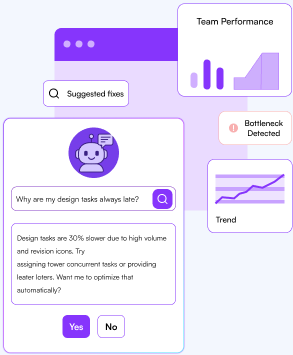 Team Performance
Suggested fixes
Bottleneck
Detected
Why are my design tasks always late?
Trend
Design tasks are 30% slower due to high volume
and revision icons. Try
assigning tower concurrent tasks or providing
leater loters. Want me to optimize that
automatically?
Yes
No